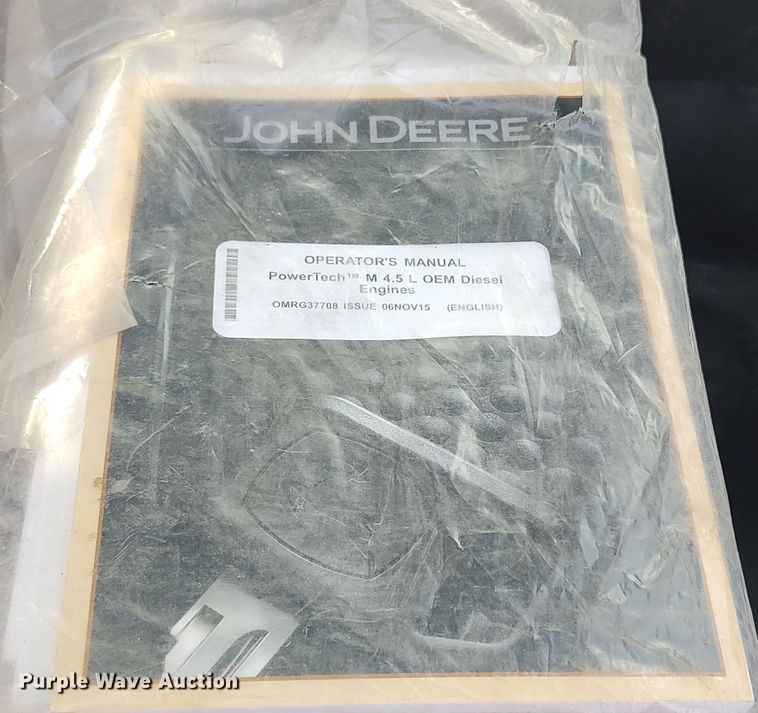 JOHN DEERE
OPERATOR'S MANUAL
PowerTech™ M 4.5 L OEM Diesel
Engines
OMRG37708 ISSUE 06NOV15 (ENGLISH)
Purple Wave Auction